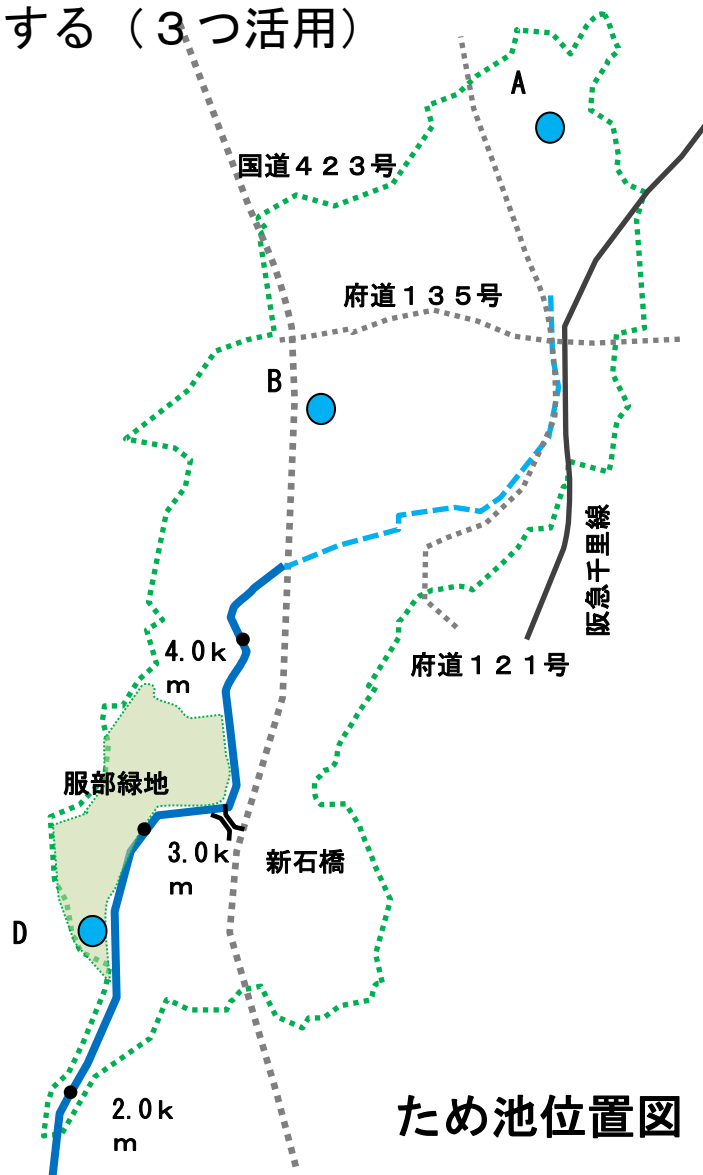 する（３つ活用）
A
国道４２３号
府道１３５号
B
阪急千里線
4.0k
m
府道１２１号
服部緑地
3.0k
m
新石橋
D
2.0k
m
ため池位置図